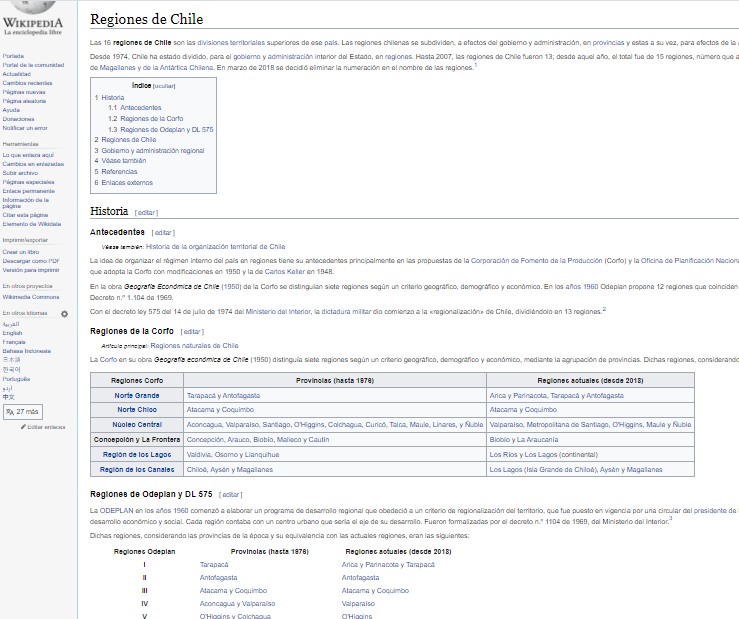 WIKIPEDIA
La enciclopedia libre
Portada
Portal de la comunidad
Actualidad
Cambios recientes
Páginas nuevas
Página aleatoria
Ayuda
Donaciones
Notificar un error
Herramientas
Lo que enlaza aquí
Cambios en enlazadas
Subir archivo
Páginas especiales
Enlace permanente
Información de la
página
Citar esta página
Elemento de Wikidata
Imprimir/exportar
Crear un libro
Descargar como PDF
Versión para imprimir
En otros proyectos
Wikimedia Commons
En otros idiomas
العربية
English
Français
Bahasa Indonesia
日本語
한국어
Português
اردو
中文
27 más
Editar enlaces
Regiones de Chile
Las 16 regiones de Chile son las divisiones territoriales superiores de ese país. Las regiones chilenas se subdividen, a efectos del gobierno y administración, en provincias y estas a su vez, para efectos de la
Desde 1974, Chile ha estado dividido, para el gobierno y administración interior del Estado, en regiones. Hasta 2007, las regiones de Chile fueron 13; desde aquel año, el total fue de 15 regiones, número que a
de Magallanes y de la Antártica Chilena. En marzo de 2018 se decidió eliminar la numeración en el nombre de las regiones.1
Índice [ocultar]
1 Historia
1.1 Antecedentes
1.2 Regiones de la Corfo
1.3 Regiones de Odeplan y DL 575
2 Regiones de Chile
3 Gobierno y administración regional
4 Véase también
5 Referencias
6 Enlaces externos
Historia [ editar ]
Antecedentes [ editar ]
Véase también: Historia de la organización territorial de Chile
La idea de organizar el régimen interno del país en regiones tiene su antecedentes principalmente en las propuestas de la Corporación de Fomento de la Producción (Corfo) y la Oficina de Planificación
que adopta la Corfo con modificaciones en 1950 y la de Carlos Keller en 1948.
En la obra Geografía Económica de Chile (1950) de la Corfo se distinguían siete regiones según un criterio geográfico, demográfico y económico. En los años 1960 Odeplan propone 12 regiones que coinciden
Decreto n.º 1.104 de 1969.
Con el decreto ley 575 del 14 de julio de 1974 del Ministerio del Interior, la dictadura militar dio comienzo a la «regionalización» de Chile, dividiéndolo en 13 regiones.2
Regiones de la Corfo [ editar ]
Artículo principal: Regiones naturales de Chile
La Corfo en su obra Geografía económica de Chile (1950) distinguía siete regiones según un criterio geográfico, demográfico y económico, mediante la agrupación de provincias. Dichas regiones, considerando
Regiones Corfo Provincias (hasta 1976) Regiones actuales (desde 2018)
Norte Grande Tarapacá y Antofagasta Arica y Parinacota, Tarapacá y Antofagasta
Norte Chico Atacama y Coquimbo Atacama y Coquimbo
Núcleo Central Aconcagua, Valparaíso, Santiago, O'Higgins, Colchagua, Curicó, Talca, Maule, Linares, y Ñuble Valparaíso, Metropolitana de Santiago, O'Higgins, Maule y Ñuble
Concepción y La Frontera Concepción, Arauco, Biobío, Malleco y Cautín Biobío y La Araucanía
Región de los Lagos Valdivia, Osorno y Llanquihue Los Ríos y Los Lagos (continental)
Región de los Canales Chiloé, Aysén y Magallanes Los Lagos (Isla Grande de Chiloé), Aysén y Magallanes
Regiones de Odeplan y DL 575 [ editar ]
La ODEPLAN en los años 1960 comenzó a elaborar un programa de desarrollo regional que obedeció a un criterio de regionalización del territorio, que fue puesto en vigencia por una circular del presidente de
desarrollo económico y social. Cada región contaba con un centro urbano que sería el eje de su desarrollo. Fueron formalizadas por el decreto n.º 1104 de 1969, del Ministerio del Interior.3
Dichas regiones, considerando las provincias de la época y su equivalencia con las actuales regiones, eran las siguientes:
Regiones Odeplan Provincias (hasta 1976) Regiones actuales (desde 2018)
I Tarapacá Arica y Parinacota y Tarapacá
II Antofagasta Antofagasta
III Atacama y Coquimbo Atacama y Coquimbo
IV Aconcagua y Valparaíso Valparaíso
V O'Higgins y Colchagua O'Higgins